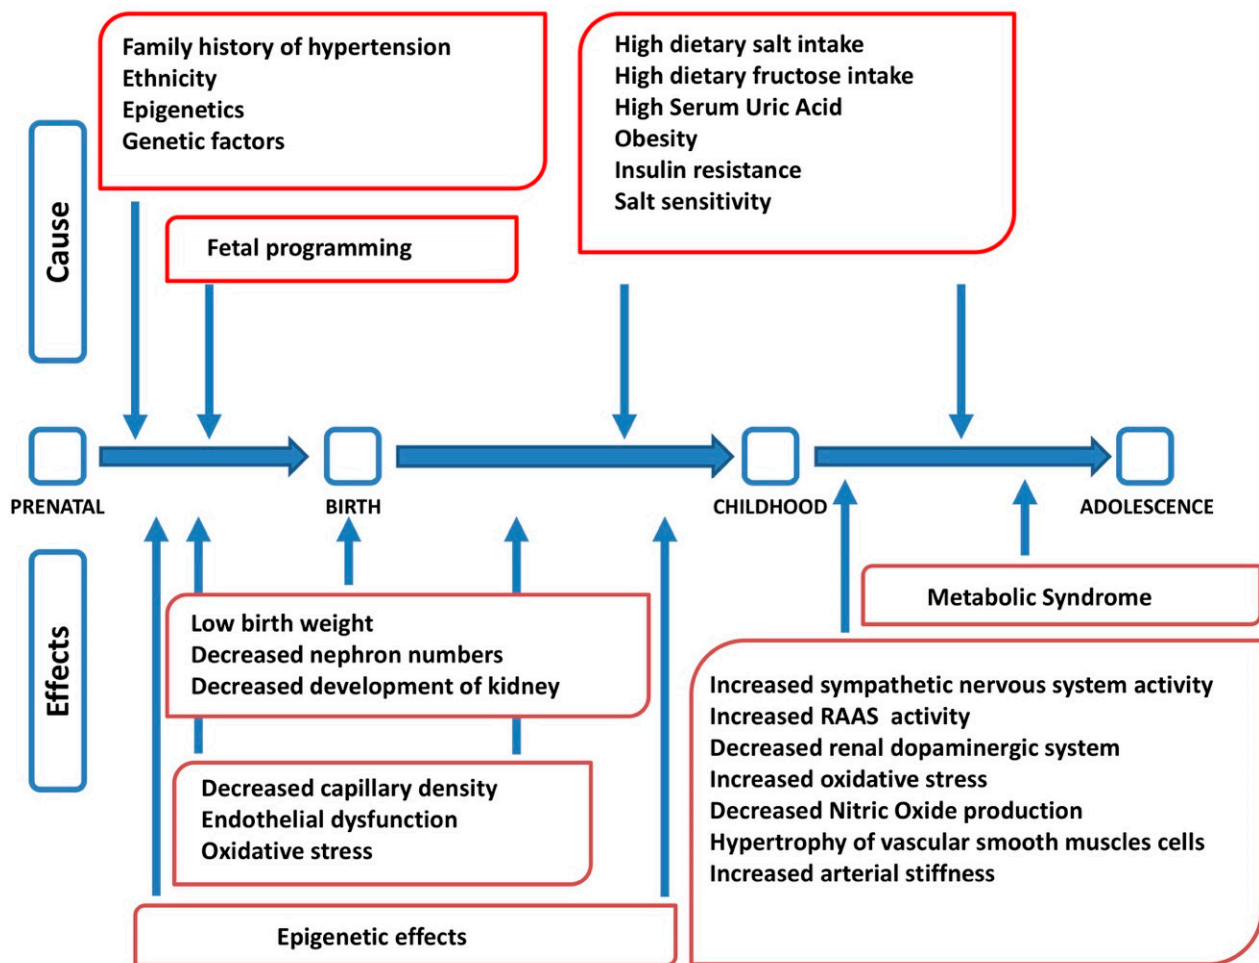 Family history of hypertension
Ethnicity
Epigenetics
Genetic factors
High dietary salt intake
High dietary fructose intake
High Serum Uric Acid
Obesity
Insulin resistance
Salt sensitivity
Cause
Fetal programming
PRENATAL
BIRTH
CHILDHOOD
ADOLESCENCE
Effects
Low birth weight
Decreased nephron numbers
Decreased development of kidney
Metabolic Syndrome
Decreased capillary density
Endothelial dysfunction
Oxidative stress
Increased sympathetic nervous system activity
Increased RAAS activity
Decreased renal dopaminergic system
Increased oxidative stress
Decreased Nitric Oxide production
Hypertrophy of vascular smooth muscles cells
Increased arterial stiffness
Epigenetic effects